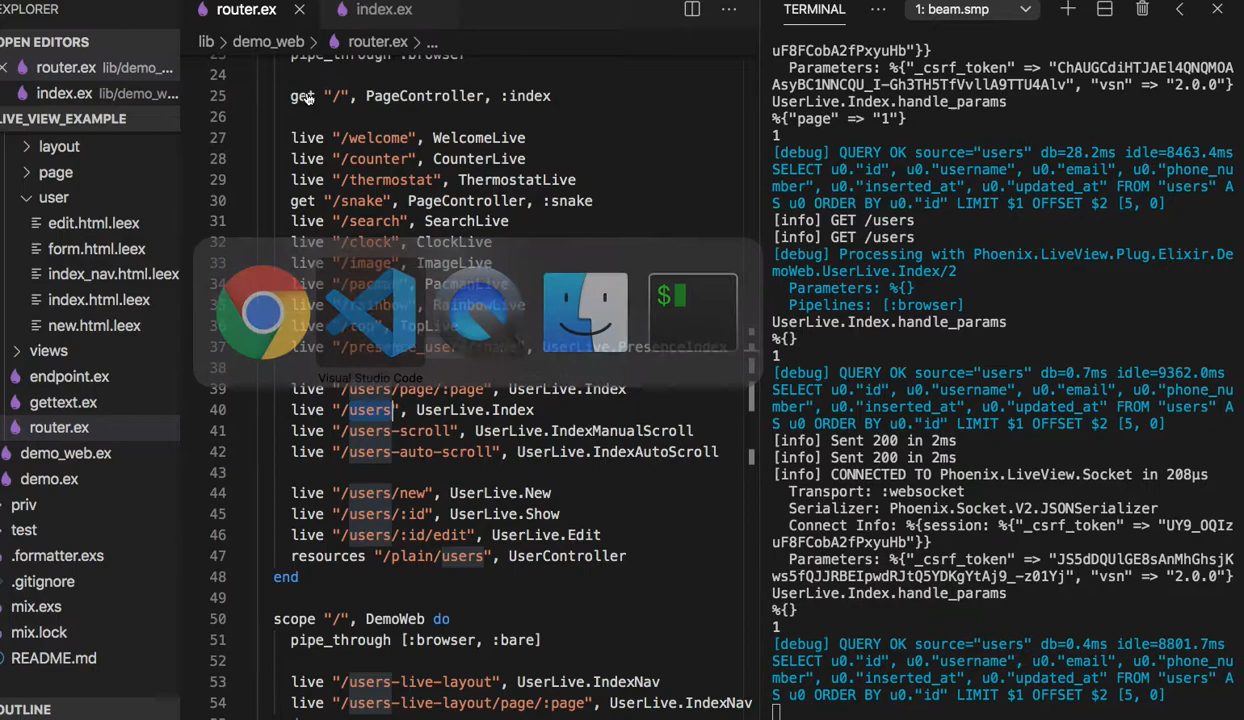 EXPLORER
OPEN EDITORS
router.ex lib/demo_...
index.ex lib/demo_w...
LIVE_VIEW_EXAMPLE
layout
page
user
edit.html.leex
form.html.leex
index_nav.html.leex
index.html.leex
new.html.leex
views
endpoint.ex
gettext.ex
router.ex
demo_web.ex
demo.ex
priv
test
.formatter.exs
.gitignore
mix.exs
mix.lock
README.md
OUTLINE
router.ex
index.ex
lib > demo_web > router.ex > ...
23 pipe_through :browser
24
25 get "/", PageController, :index
26
27 live "/welcome", WelcomeLive
28 live "/counter", CounterLive
29 live "/thermostat", ThermostatLive
30 get "/snake", PageController, :snake
31 live "/search", SearchLive
32 live "/clock", ClockLive
33 live "/image", ImageLive
34 live "/pacman", PacmanLive
35 live "/rainbow", RainbowLive
36 live "/top", TopLive
37 live "/presence_users/:name", UserLive.PresenceIndex
Visual Studio Code
39 live "/users/page/:page", UserLive.Index
40 live "/users", UserLive.Index
41 live "/users-scroll", UserLive.IndexManualScroll
42 live "/users-auto-scroll", UserLive.IndexAutoScroll
43
44 live "/users/new", UserLive.New
45 live "/users/:id", UserLive.Show
46 live "/users/:id/edit", UserLive.Edit
47 resources "/plain/users", UserController
48 end
49
50 scope "/", DemoWeb do
51 pipe_through [:browser, :bare]
52
53 live "/users-live-layout", UserLive.IndexNav
54 live "/users-live-layout/page/:page", UserLive.IndexNav
$
TERMINAL ... 1: beam.smp
uF8FCobA2fPxyuHb"}}
Parameters: %{"_csrf_token" => "ChAUGCdiHTJAEl4QNQMOA
AsyBC1NNCQU_I-Gh3TH5TfVvllA9TTU4Alv", "vsn" => "2.0.0"}
UserLive.Index.handle_params
%{"page" => "1"}
1
[debug] QUERY OK source="users" db=28.2ms idle=8463.4ms
SELECT u0."id", u0."username", u0."email", u0."phone_nu
mber", u0."inserted_at", u0."updated_at" FROM "users" A
S u0 ORDER BY u0."id" LIMIT $1 OFFSET $2 [5, 0]
[info] GET /users
[info] GET /users
[debug] Processing with Phoenix.LiveView.Plug.Elixir.De
moWeb.UserLive.Index/2
Parameters: %{}
Pipelines: [:browser]
UserLive.Index.handle_params
%{}
1
[debug] QUERY OK source="users" db=0.7ms idle=9362.0ms
SELECT u0."id", u0."username", u0."email", u0."phone_nu
mber", u0."inserted_at", u0."updated_at" FROM "users" A
S u0 ORDER BY u0."id" LIMIT $1 OFFSET $2 [5, 0]
[info] Sent 200 in 2ms
[info] Sent 200 in 2ms
[info] CONNECTED TO Phoenix.LiveView.Socket in 208µs
Transport: :websocket
Serializer: Phoenix.Socket.V2.JSONSerializer
Connect Info: %{session: %{"_csrf_token" => "UY9_OQIz
uF8FCobA2fPxyuHb"}}
Parameters: %{"_csrf_token" => "JS5dDQUlGE8sAnMhGhsjK
ws5fQJJRBEIpwdRJtQ5YDKgYtAj9_-z01Yj", "vsn" => "2.0.0"}
UserLive.Index.handle_params
%{}
1
[debug] QUERY OK source="users" db=0.4ms idle=8801.7ms
SELECT u0."id", u0."username", u0."email", u0."phone_nu
mber", u0."inserted_at", u0."updated_at" FROM "users" A
S u0 ORDER BY u0."id" LIMIT $1 OFFSET $2 [5, 0]